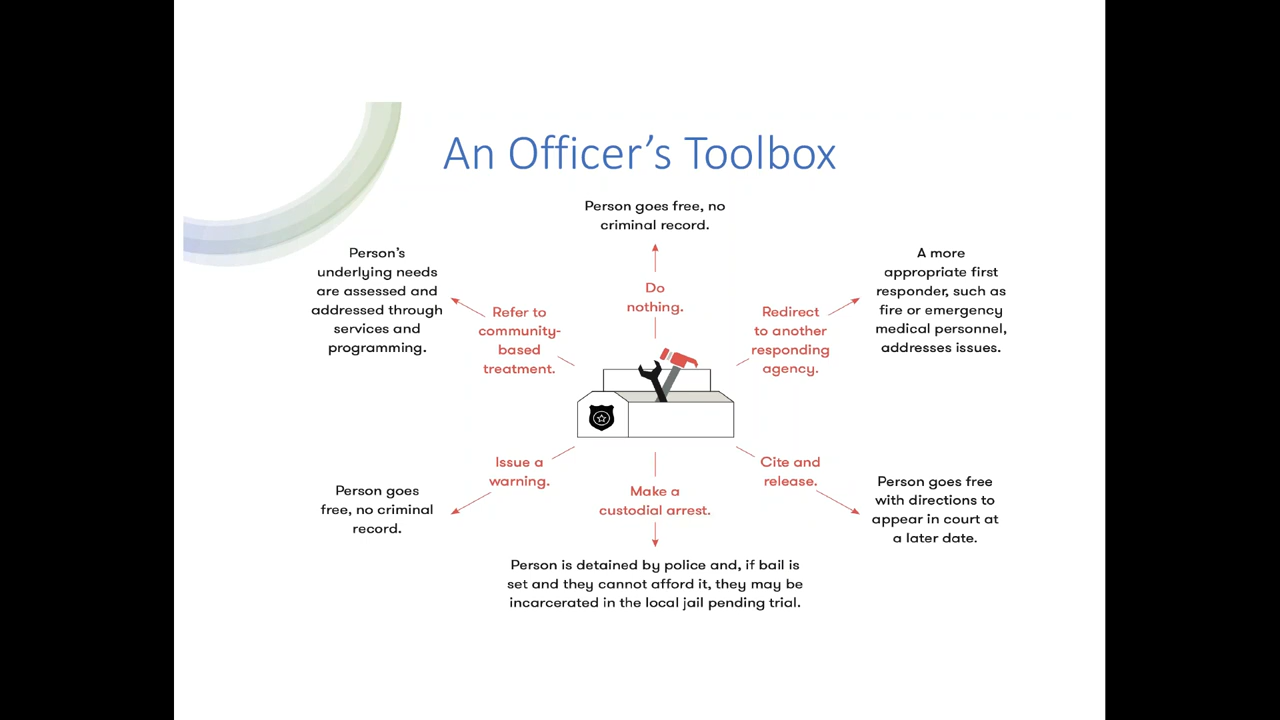 An Officer's Toolbox
Person goes free, no
criminal record.
Do
nothing.
Person's
underlying needs
are assessed and
addressed through
services and
programming.
Refer to
community-
based
treatment.
Redirect
to another
responding
agency.
A more
appropriate first
responder, such as
fire or emergency
medical personnel,
addresses issues.
Issue a
warning.
Person goes
free, no criminal
record.
Make a
custodial arrest.
Person is detained by police and, if bail is
set and they cannot afford it, they may be
incarcerated in the local jail pending trial.
Cite and
release.
Person goes free
with directions to
appear in court at
a later date.